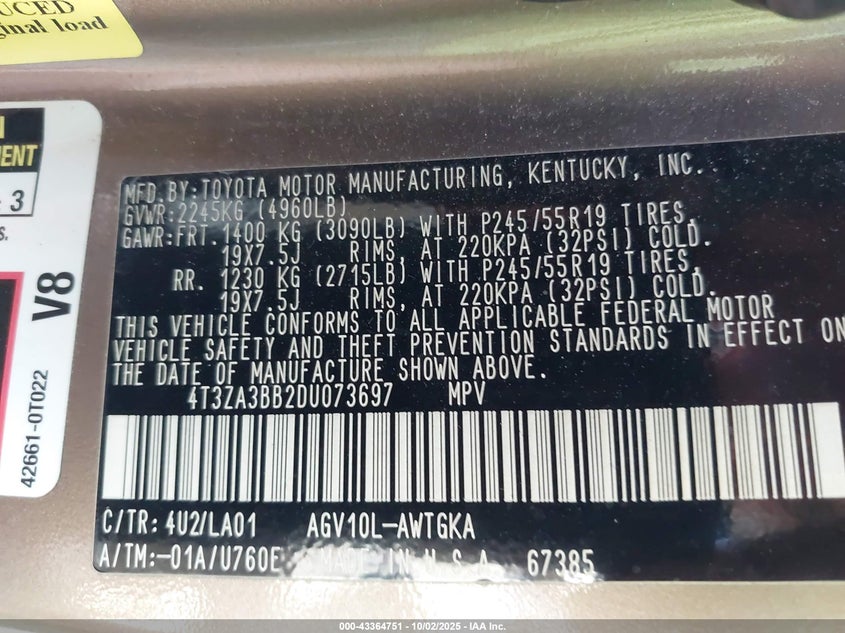 UCED
ginal load
MENT
: 3
s.
V8
42661-0T022
MFD. BY: TOYOTA MOTOR MANUFACTURING, KENTUCKY, INC.
GVWR: 2245KG (4960LB)
GAWR: FRT. 1400 KG (3090LB) WITH P245/55R19 TIRES,
19X7.5J RIMS, AT 220KPA (32PSI) COLD.
RR. 1230 KG (2715LB) WITH P245/55R19 TIRES,
19X7.5J RIMS, AT 220KPA (32PSI) COLD.
THIS VEHICLE CONFORMS TO ALL APPLICABLE FEDERAL MOTOR
VEHICLE SAFETY AND THEFT PREVENTION STANDARDS IN EFFECT ON
THE DATE OF MANUFACTURE SHOWN ABOVE.
4T3ZA3BB2DU073697 MPV
C/TR: 4U2/LA01 AGV10L-AWTGKA
A/TM:-01A/U760E MADE IN U.S.A. 67385
000-43364751 - 10/02/2025 - IAA Inc.